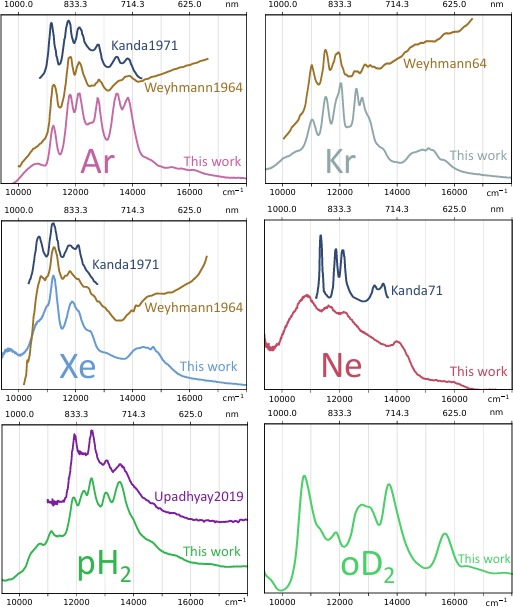 1000.0 833.3 714.3 625.0 nm
1000.0 833.3 714.3 625.0 nm
Kanda1971
Weyhmann1964
Ar
This work
Weyhmann64
Kr
This work
10000 12000 14000 16000 cm⁻¹
10000 12000 14000 16000 cm⁻¹
1000.0 833.3 714.3 625.0 nm
1000.0 833.3 714.3 625.0 nm
Kanda1971
Weyhmann1964
Xe
This work
Kanda71
Ne
This work
10000 12000 14000 16000 cm⁻¹
10000 12000 14000 16000 cm⁻¹
1000.0 833.3 714.3 625.0 nm
1000.0 833.3 714.3 625.0 nm
Upadhyay2019
This work
pH₂
This work
oD₂
10000 12000 14000 16000 cm⁻¹
10000 12000 14000 16000 cm⁻¹